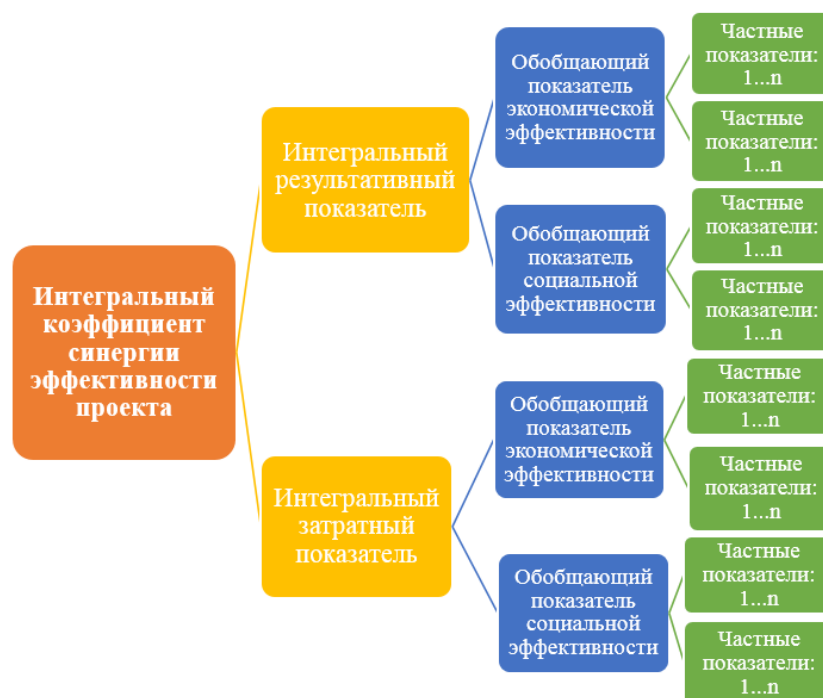 Интегральный
коэффициент
синергии
эффективности
проекта
Интегральный
результативный
показатель
Обобщающий
показатель
экономической
эффективности
Частные
показатели:
1...n
Частные
показатели:
1...n
Обобщающий
показатель
социальной
эффективности
Частные
показатели:
1...n
Частные
показатели:
1...n
Интегральный
затратный
показатель
Обобщающий
показатель
экономической
эффективности
Частные
показатели:
1...n
Частные
показатели:
1...n
Обобщающий
показатель
социальной
эффективности
Частные
показатели:
1...n
Частные
показатели:
1...n